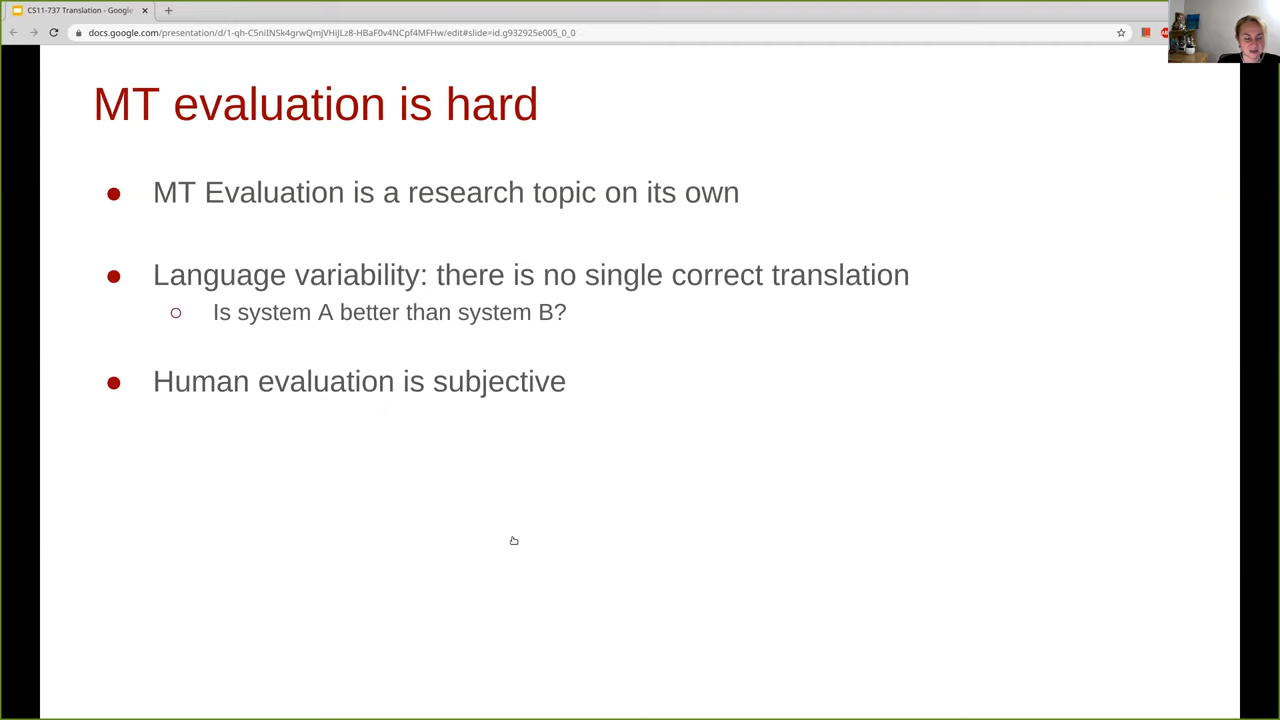 CS11-737 Translation - Google
docs.google.com/presentation/d/1-qh-C5niINSk4grwQmjVHiJLz8-HBaF0v4NCpf4MFHw/edit#slide=id.g932925e005_0_0
MT evaluation is hard
● MT Evaluation is a research topic on its own
● Language variability: there is no single correct translation
○ Is system A better than system B?
● Human evaluation is subjective